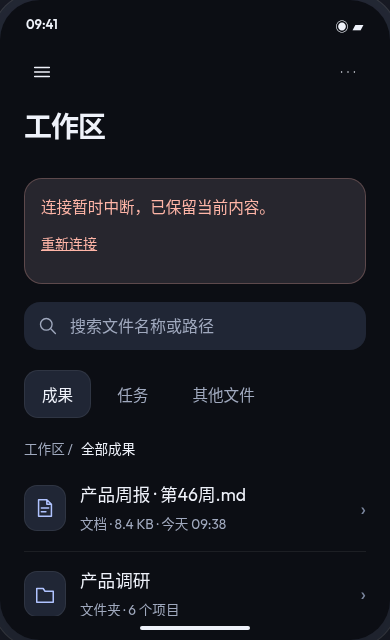 09:41
工作区
连接暂时中断，已保留当前内容。
重新连接
搜索文件名称或路径
成果 任务 其他文件
工作区 / 全部成果
产品周报·第46周.md
文档·8.4 KB·今天 09:38
产品调研
文件夹·6 个项目